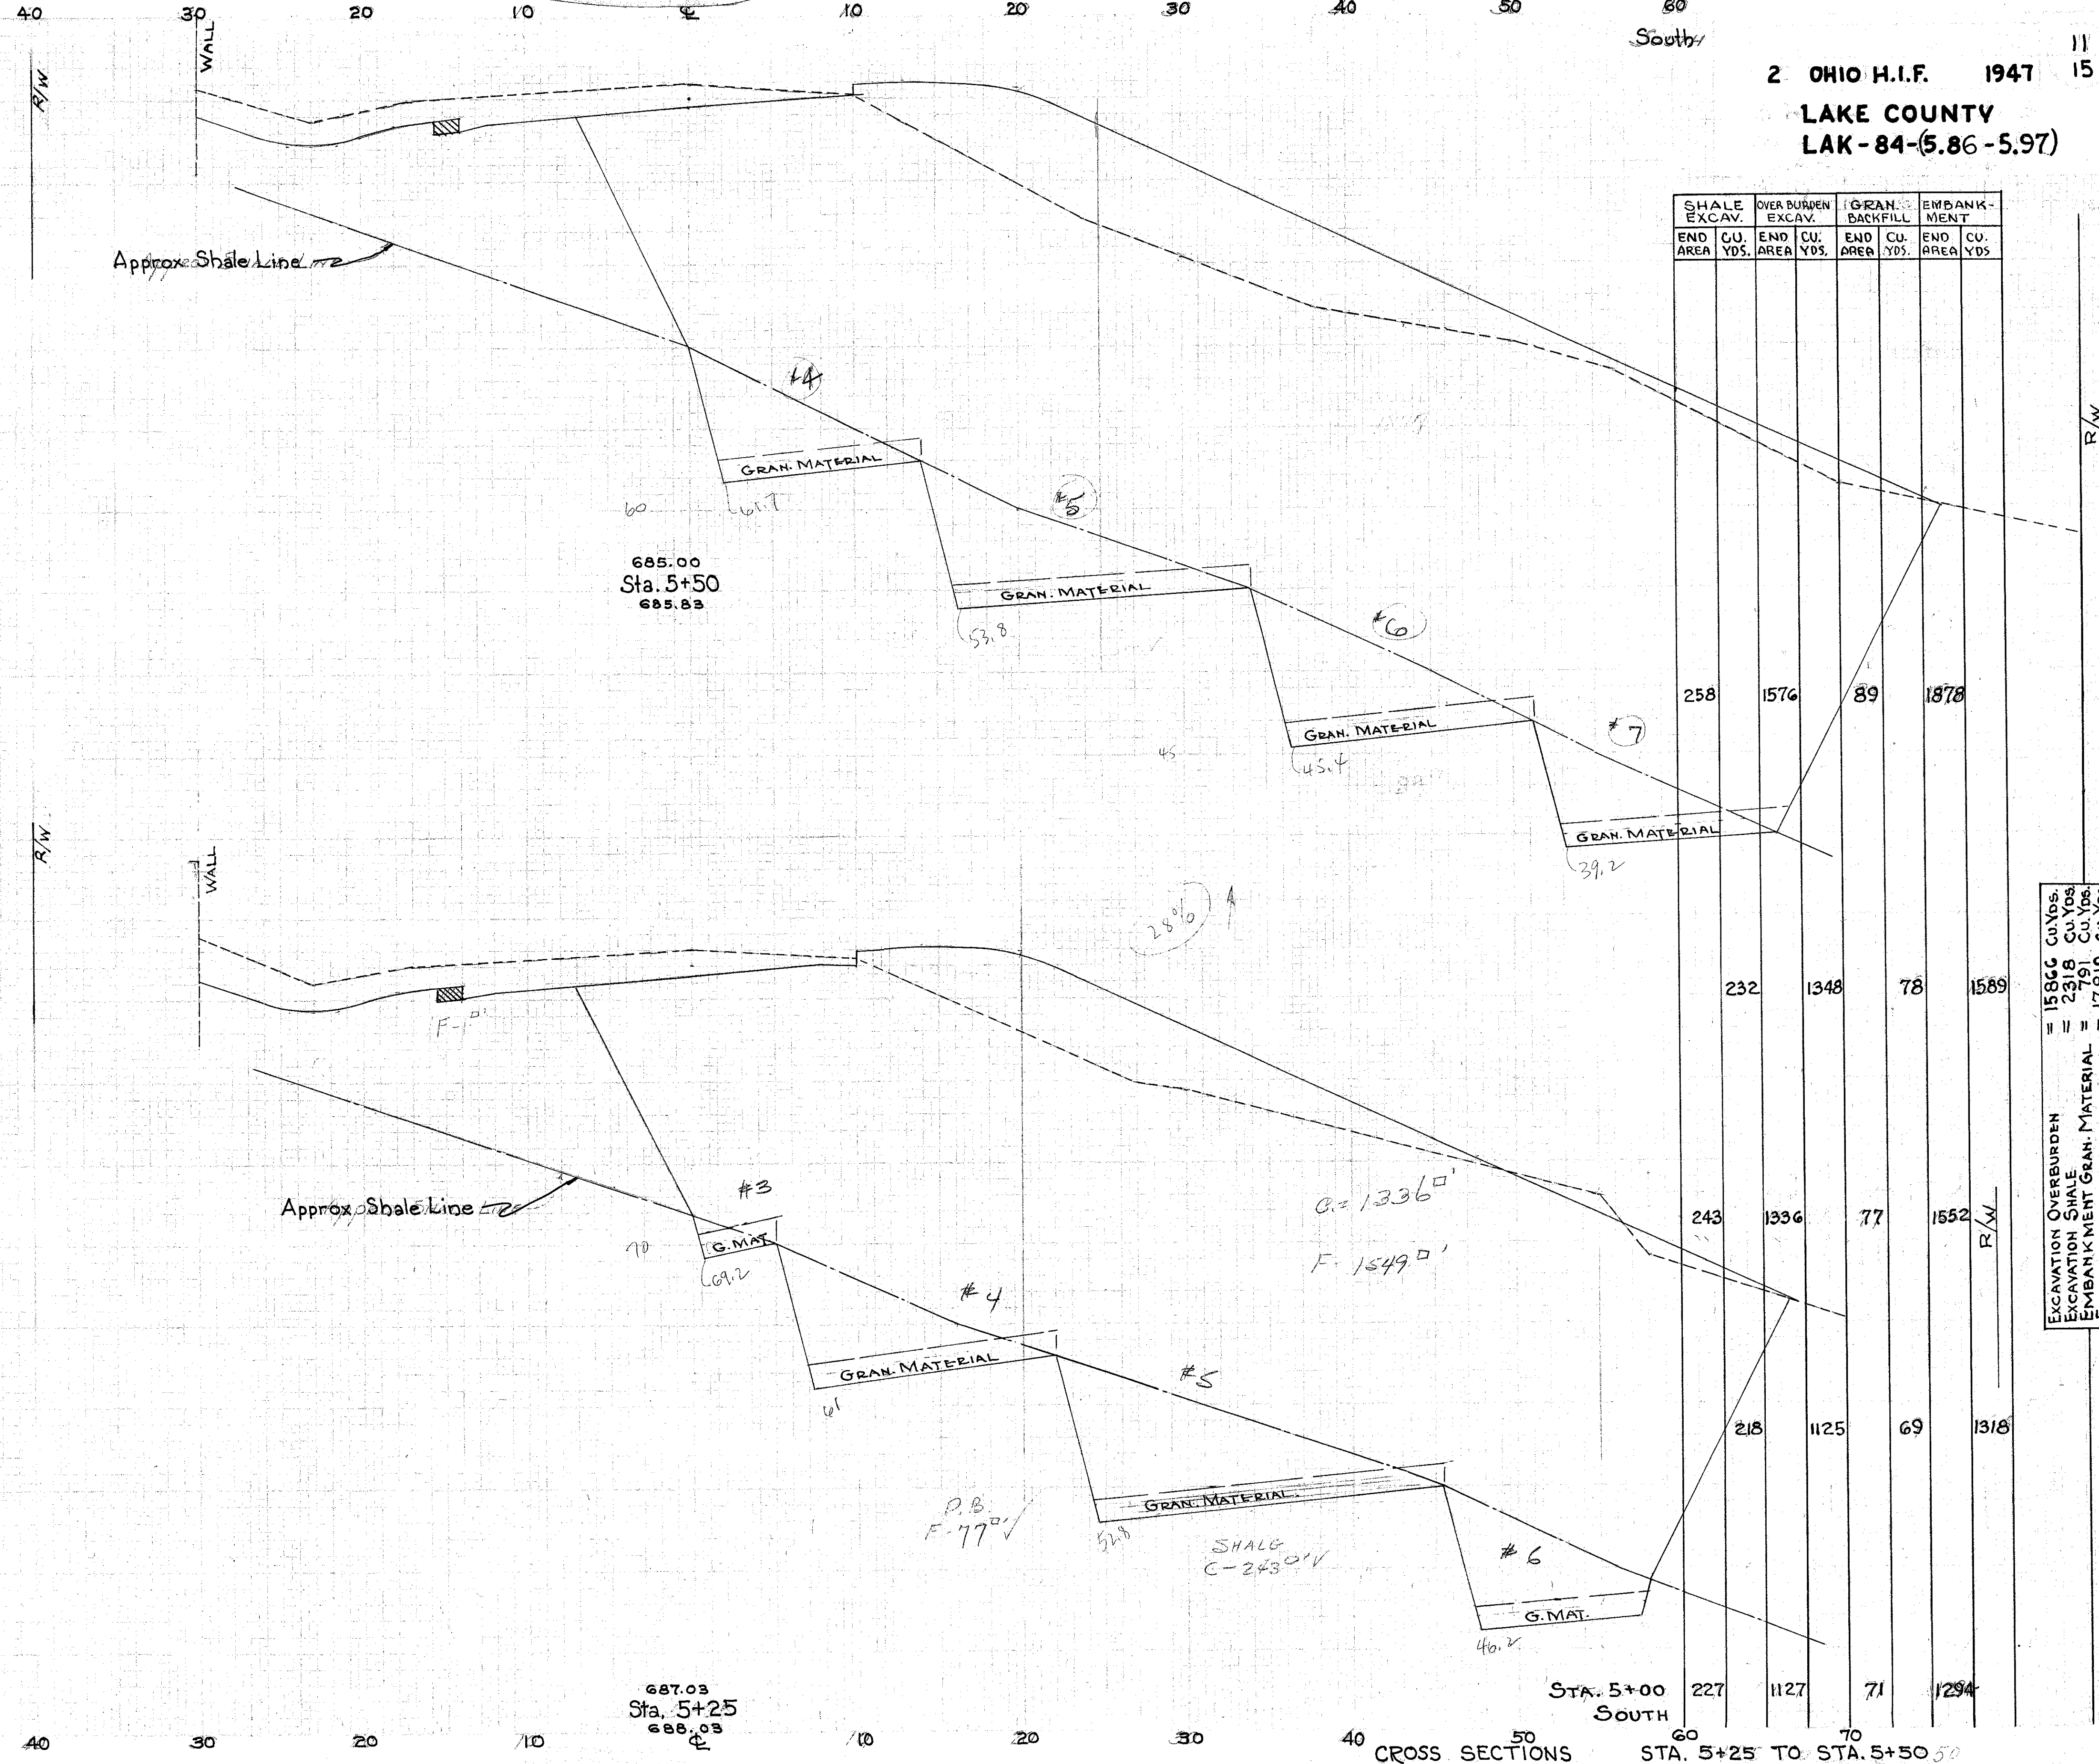 40 30 20 10 ℄ 10 20 30 40 50 60
South
11
15
2 OHIO H.I.F. 1947
LAKE COUNTY
LAK-84-(5.86-5.97)
WALL
R/W
SHALE EXCAV. OVER BURDEN EXCAV. GRAN. BACKFILL EMBANK-MENT
END AREA CU. YDS. END AREA CU. YDS. END AREA CU. YDS. END AREA CU. YDS
Approx. Shale Line
#4
R/W
GRAN. MATERIAL
60
61.7
#5
685.00
Sta. 5+50
685.83
GRAN. MATERIAL
53.8
#6
258 1576 89 1878
GRAN. MATERIAL
45
45.4
#7
GRAN. MATERIAL
39.2
R/W
WALL
28%
F-1□'
232 1348 78 1589
EXCAVATION OVERBURDEN = 15866 CU.YDS.
EXCAVATION SHALE = 2318 CU.YDS.
EMBANKMENT GRAN. MATERIAL = 791 CU.YDS.
Approx. Shale Line
#3
C = 1336□'
243 1336 77 1552
R/W
70
G.MAT
69.2
F- 1549□'
#4
GRAN. MATERIAL
61
#5
218 1125 69 1318
GRAN. MATERIAL
F-77□'✓
52.8
SHALE
C-243□'✓
#6
G.MAT.
46.2
687.03
Sta. 5+25
688.03
STA. 5+00 227 1127 71 1294
SOUTH
40 30 20 10 ℄ 10 20 30 40 50 60 70
CROSS SECTIONS STA. 5+25 TO STA. 5+50